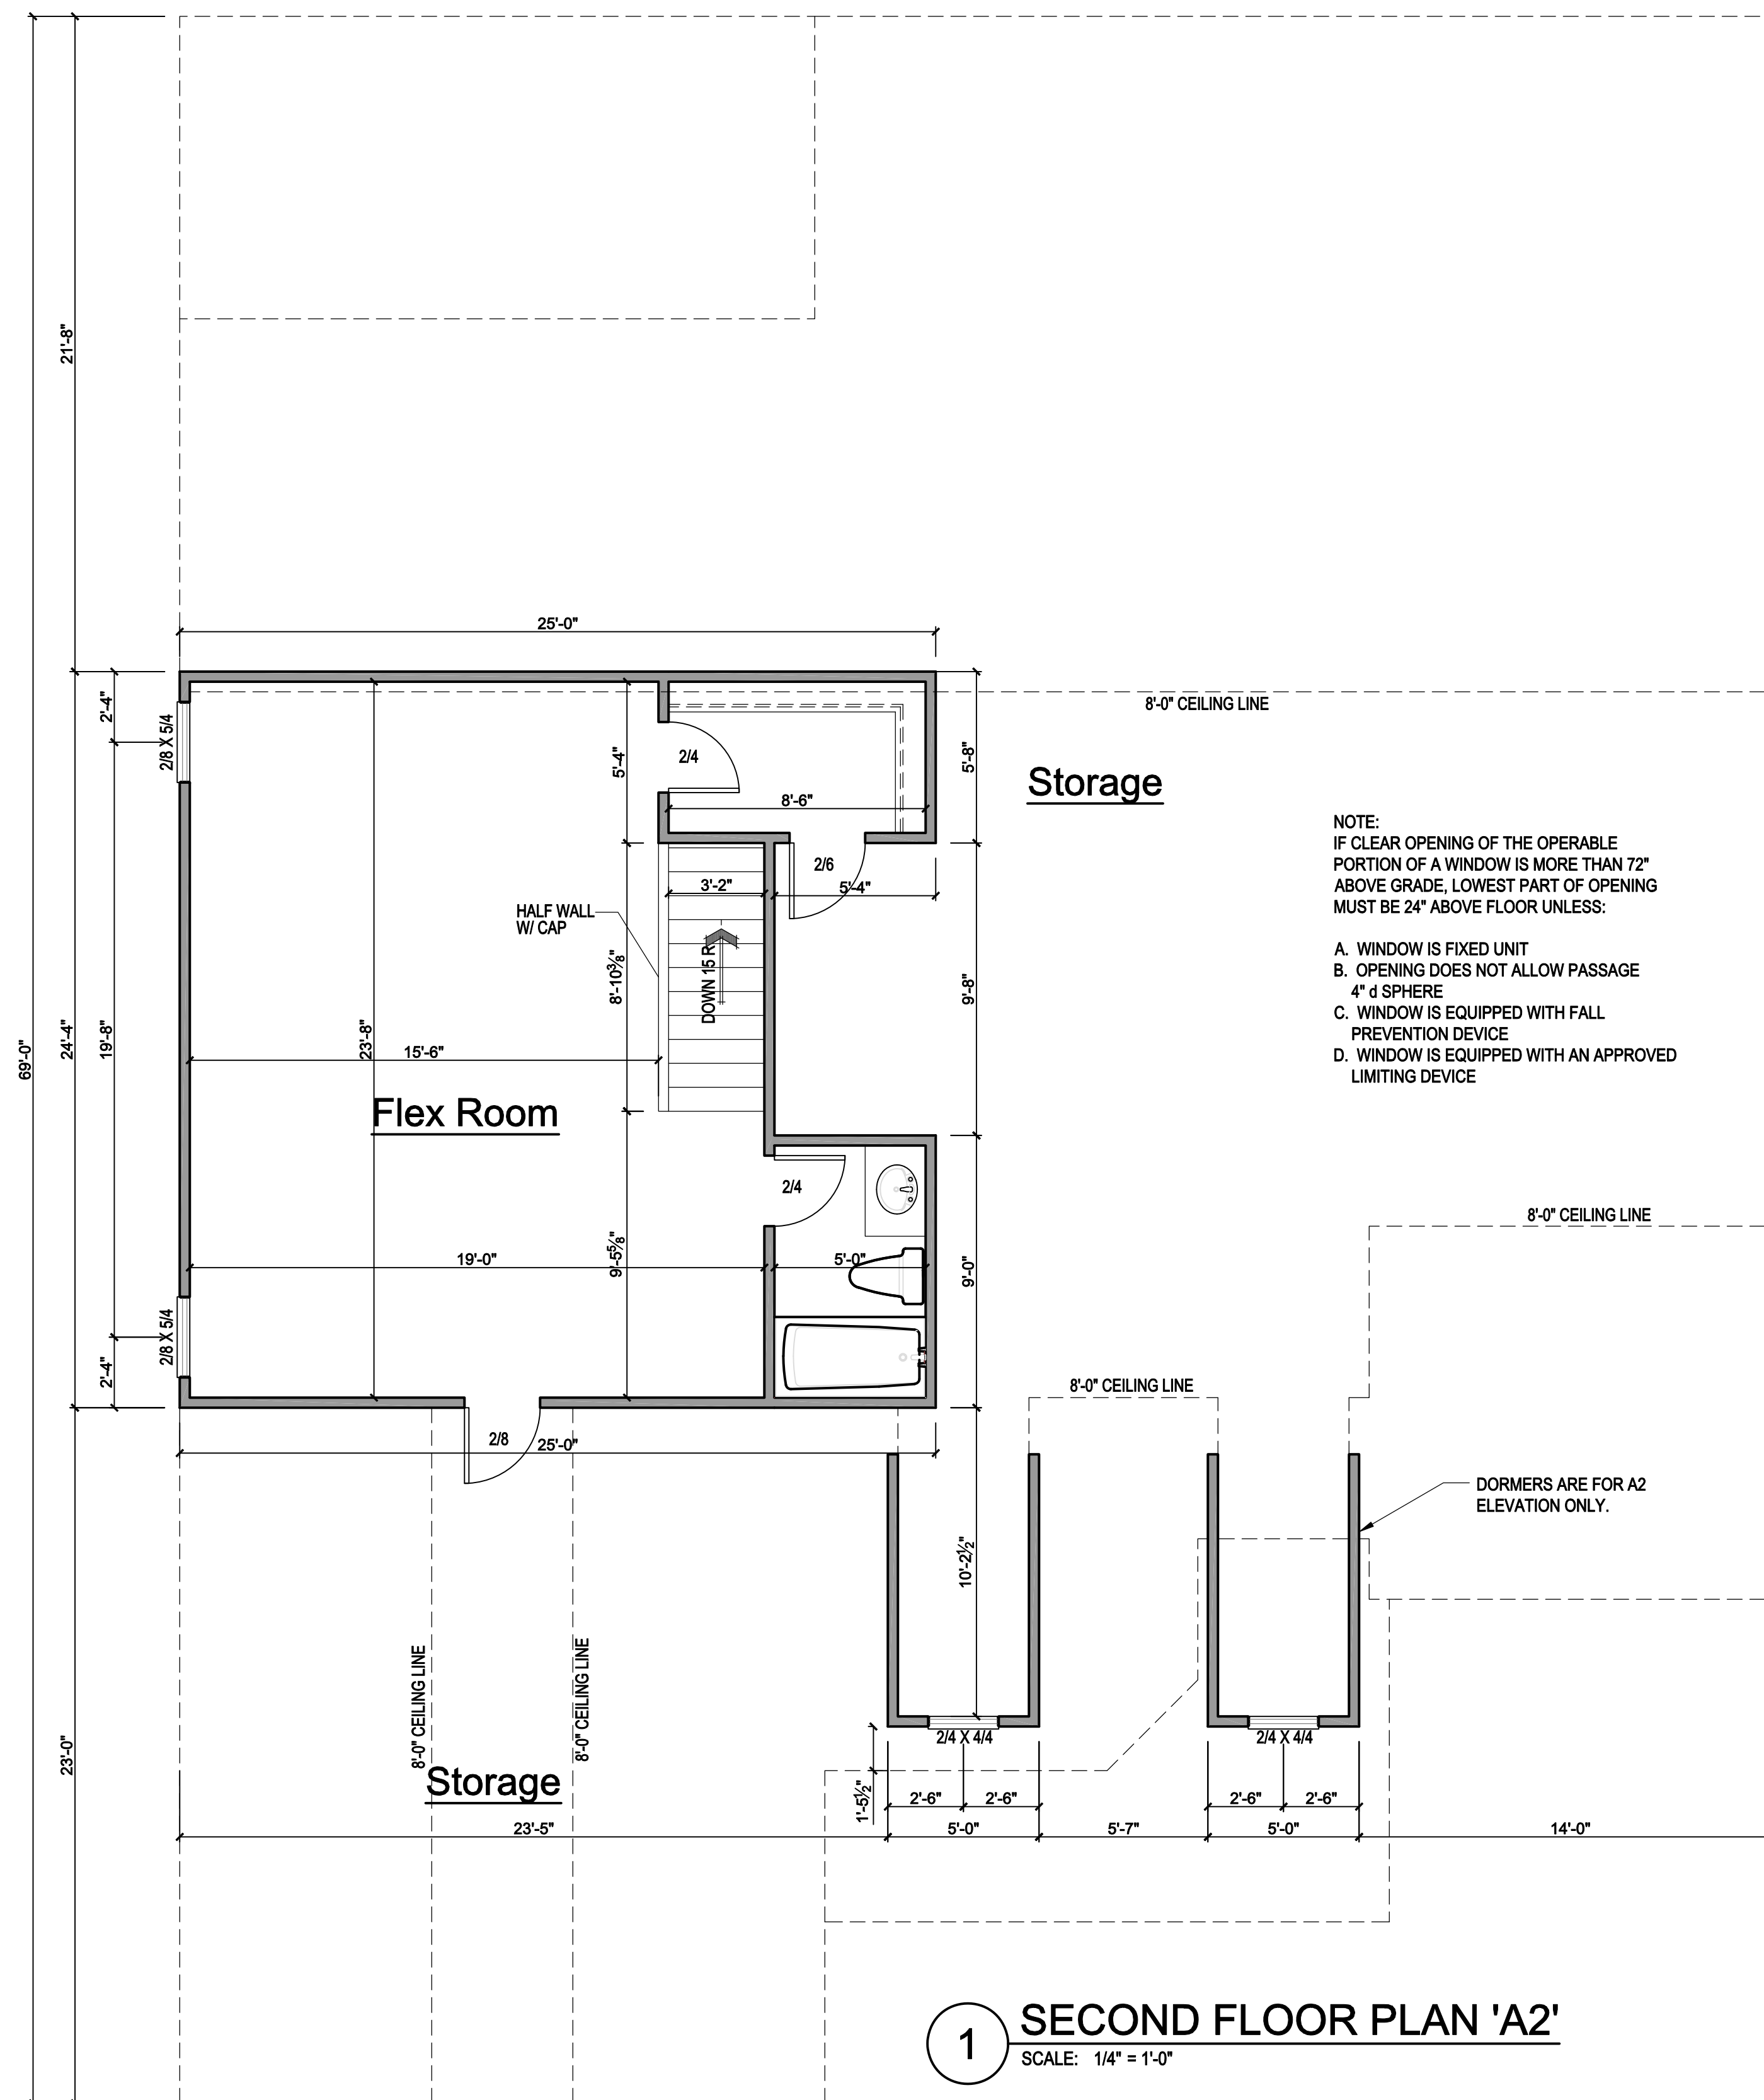 21'-8"
25'-0"
2'-4"
2/8 X 5/4
5'-4"
2/4
8'-6"
5'-8"
8'-0" CEILING LINE
Storage
NOTE:
IF CLEAR OPENING OF THE OPERABLE
PORTION OF A WINDOW IS MORE THAN 72"
ABOVE GRADE, LOWEST PART OF OPENING
MUST BE 24" ABOVE FLOOR UNLESS:
A. WINDOW IS FIXED UNIT
B. OPENING DOES NOT ALLOW PASSAGE
4" d SPHERE
C. WINDOW IS EQUIPPED WITH FALL
PREVENTION DEVICE
D. WINDOW IS EQUIPPED WITH AN APPROVED
LIMITING DEVICE
2/6
3'-2"
5'-4"
HALF WALL
W/ CAP
8'-10⅜"
DOWN 15 R
9'-8"
69'-0"
24'-4"
19'-8"
23'-8"
15'-6"
Flex Room
2/4
19'-0"
9'-5⅝"
5'-0"
9'-0"
8'-0" CEILING LINE
2/8 X 5/4
2'-4"
8'-0" CEILING LINE
2/8
25'-0"
DORMERS ARE FOR A2
ELEVATION ONLY.
10'-2½"
8'-0" CEILING LINE
8'-0" CEILING LINE
23'-0"
Storage
2/4 X 4/4
2/4 X 4/4
1'-5½"
2'-6"
2'-6"
2'-6"
2'-6"
23'-5"
5'-0"
5'-7"
5'-0"
14'-0"
1
SECOND FLOOR PLAN 'A2'
SCALE: 1/4" = 1'-0"